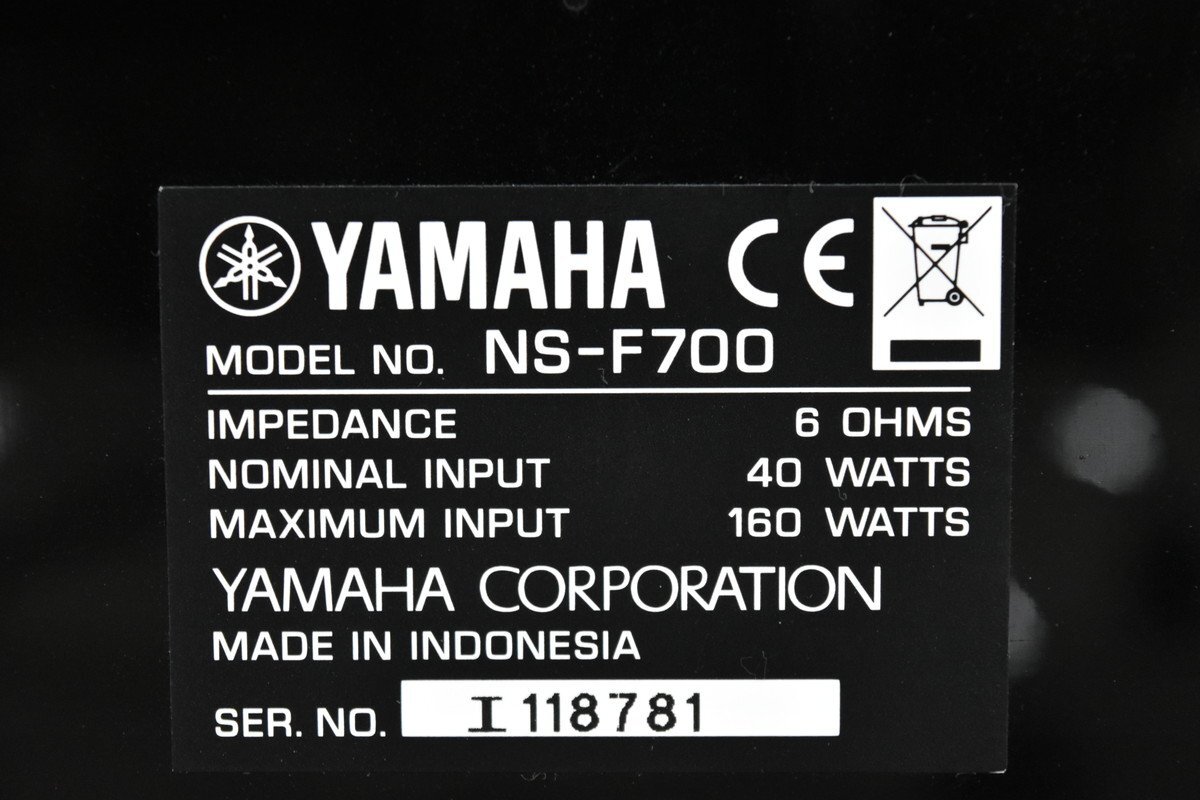 YAMAHA CE
MODEL NO. NS-F700
IMPEDANCE 6 OHMS
NOMINAL INPUT 40 WATTS
MAXIMUM INPUT 160 WATTS
YAMAHA CORPORATION
MADE IN INDONESIA
SER. NO. I118781